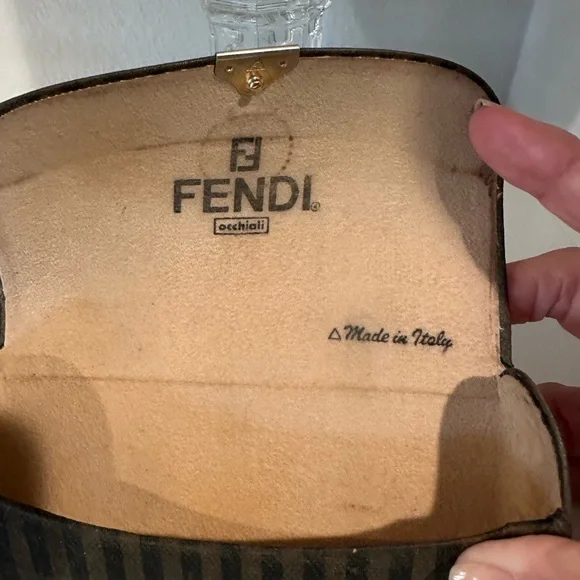 FF
FENDI®
occhiali
△ Made in Italy